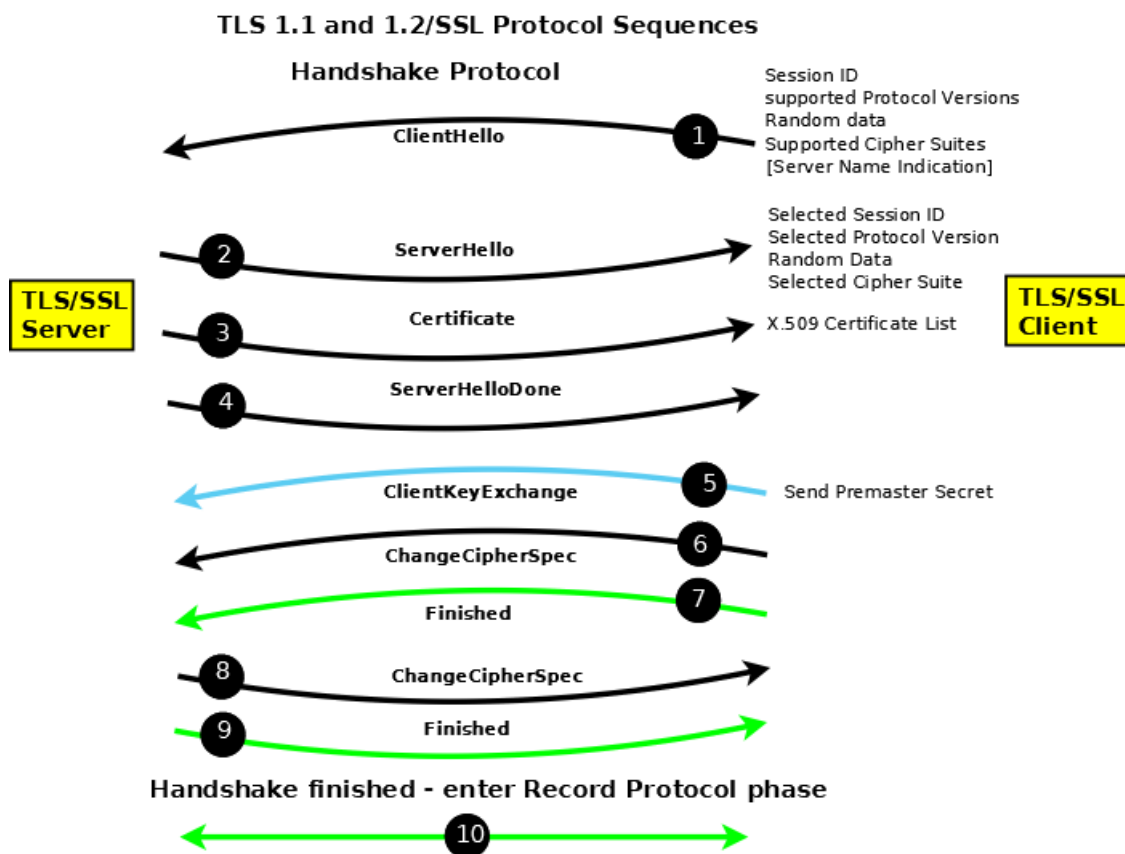 TLS 1.1 and 1.2/SSL Protocol Sequences
Handshake Protocol
Session ID
supported Protocol Versions
Random data
Supported Cipher Suites
[Server Name Indication]
ClientHello
1
Selected Session ID
Selected Protocol Version
Random Data
Selected Cipher Suite
2
ServerHello
TLS/SSL
Server
TLS/SSL
Client
3
Certificate
X.509 Certificate List
4
ServerHelloDone
ClientKeyExchange
5
Send Premaster Secret
ChangeCipherSpec
6
Finished
7
8
ChangeCipherSpec
9
Finished
Handshake finished - enter Record Protocol phase
10